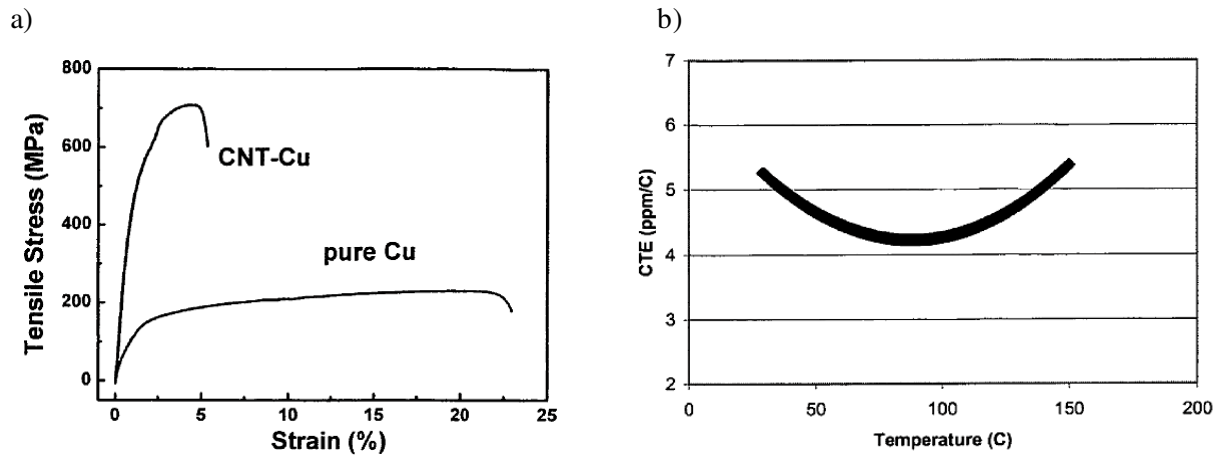 a)
b)
800
600
400
200
0
Tensile Stress (MPa)
CNT-Cu
pure Cu
0 5 10 15 20 25
Strain (%)
7
6
5
4
3
2
CTE (ppm/C)
0 50 100 150 200
Temperature (C)